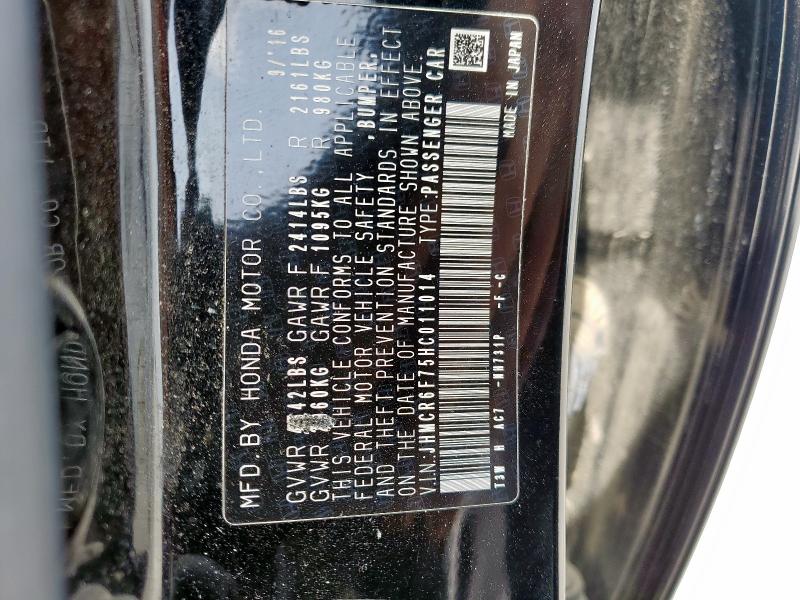 MFD.BY HONDA MOTOR CO.,LTD. 9/'16
GVWR 42LBS GAWR F 2414LBS R 2161LBS
GVWR 60KG GAWR F 1095KG R 980KG
THIS VEHICLE CONFORMS TO ALL APPLICABLE
FEDERAL MOTOR VEHICLE SAFETY ,BUMPER,
AND THEFT PREVENTION STANDARDS IN EFFECT
ON THE DATE OF MANUFACTURE SHOWN ABOVE.
V.I.N.JHMCR6F75HC011014 TYPE:PASSENGER CAR
T3W H AC7 -NH731P -F -C MADE IN JAPAN